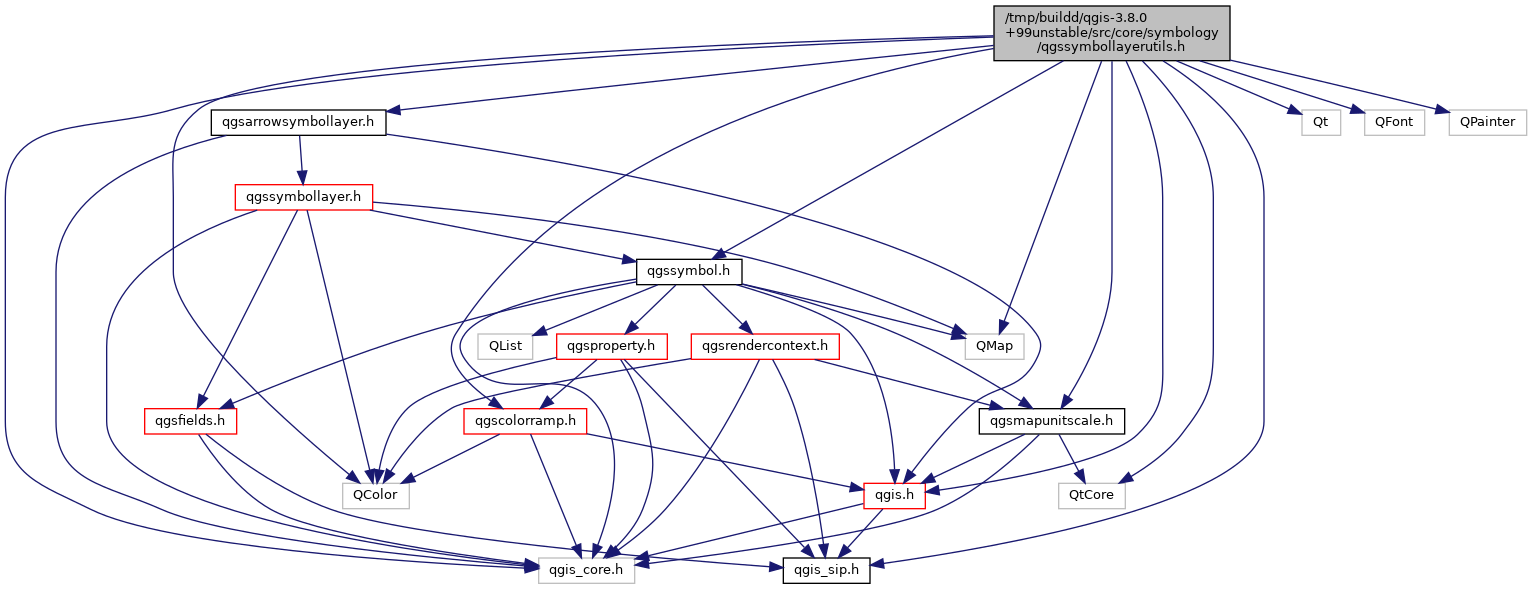 /tmp/buildd/qgis-3.8.0
+99unstable/src/core/symbology
/qgssymbollayerutils.h
qgsarrowsymbollayer.h
Qt
QFont
QPainter
qgssymbollayer.h
qgssymbol.h
QList
qgsproperty.h
qgsrendercontext.h
QMap
qgsfields.h
qgscolorramp.h
qgsmapunitscale.h
QColor
qgis.h
QtCore
qgis_core.h
qgis_sip.h